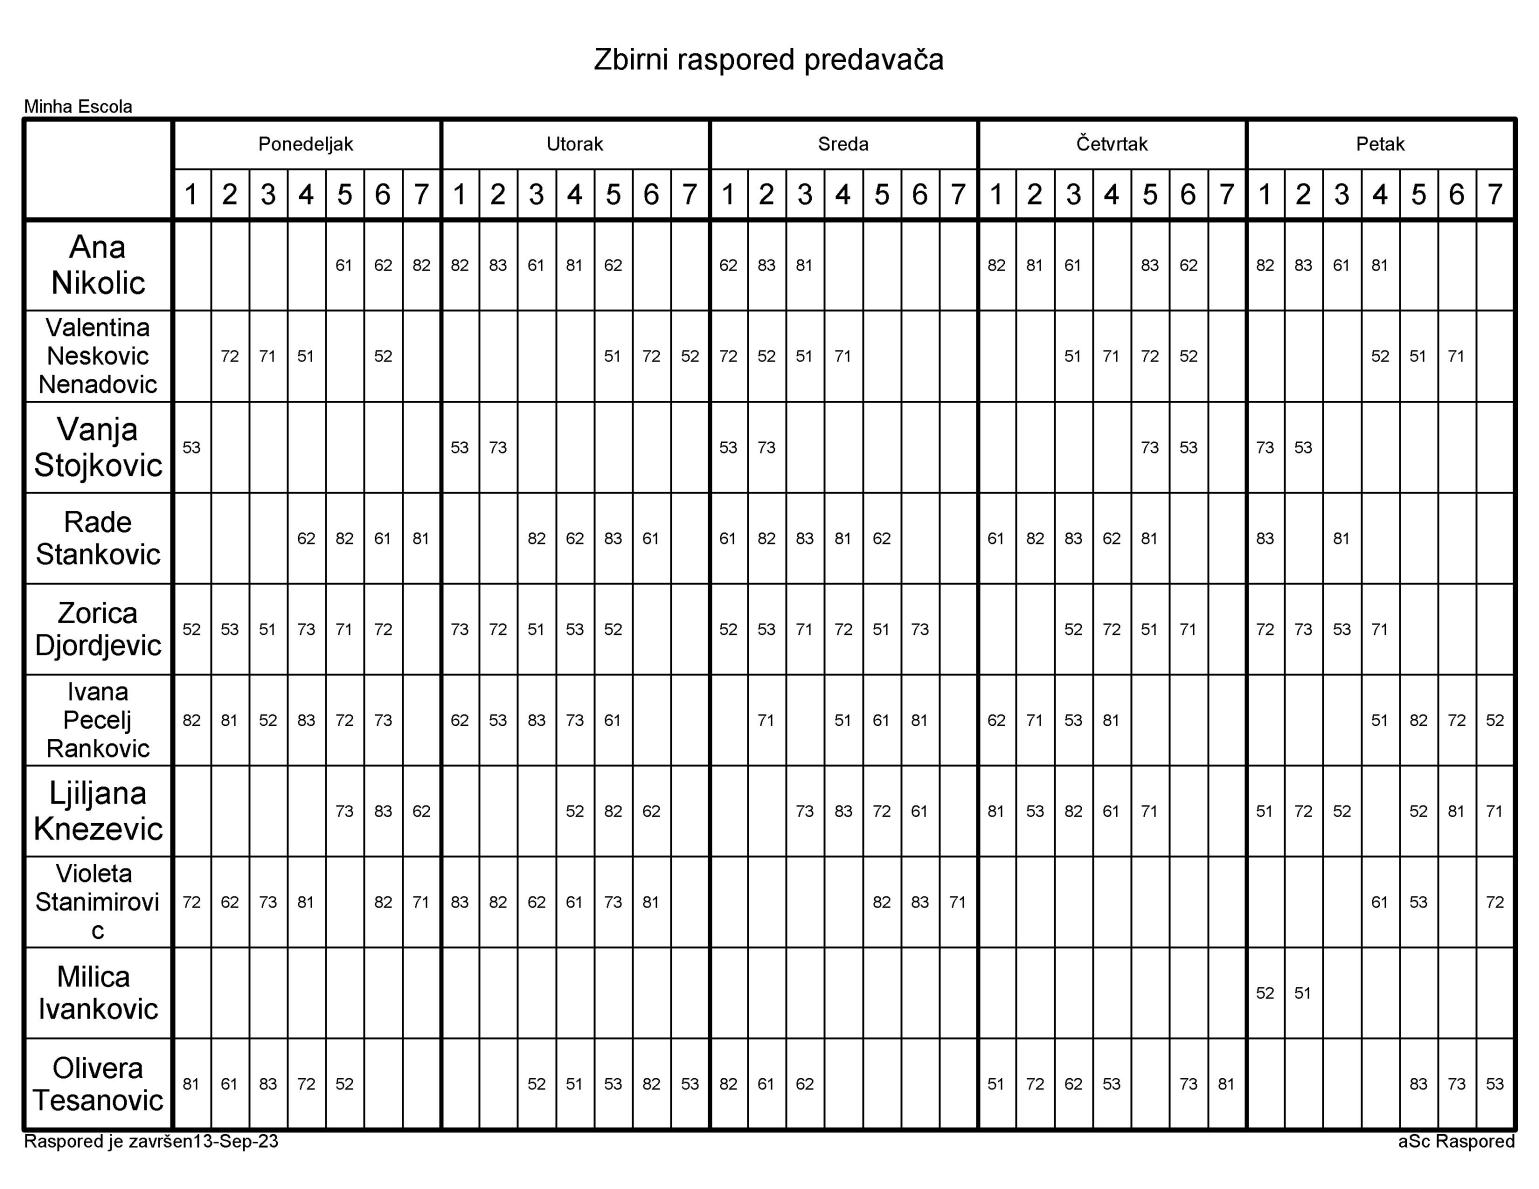 Zbirni raspored predavača
Minha Escola
Ponedeljak Utorak Sreda Četvrtak Petak
1 2 3 4 5 6 7 1 2 3 4 5 6 7 1 2 3 4 5 6 7 1 2 3 4 5 6 7 1 2 3 4 5 6 7
Ana
Nikolic
61 62 82 82 83 61 81 62 62 83 81 82 81 61 83 62 82 83 61 81
Valentina
Neskovic
Nenadovic
72 71 51 52 51 72 52 72 52 51 71 51 71 72 52 52 51 71
Vanja
Stojkovic
53 53 73 53 73 73 53 73 53
Rade
Stankovic
62 82 61 81 82 62 83 61 61 82 83 81 62 61 82 83 62 81 83 81
Zorica
Djordjevic
52 53 51 73 71 72 73 72 51 53 52 52 53 71 72 51 73 52 72 51 71 72 73 53 71
Ivana
Pecelj
Rankovic
82 81 52 83 72 73 62 53 83 73 61 71 51 61 81 62 71 53 81 51 82 72 52
Ljiljana
Knezevic
73 83 62 52 82 62 73 83 72 61 81 53 82 61 71 51 72 52 52 81 71
Violeta
Stanimirovi
c
72 62 73 81 82 71 83 82 62 61 73 81 82 83 71 61 53 72
Milica
Ivankovic
52 51
Olivera
Tesanovic
81 61 83 72 52 52 51 53 82 53 82 61 62 51 72 62 53 73 81 83 73 53
Raspored je završen13-Sep-23
aSc Raspored